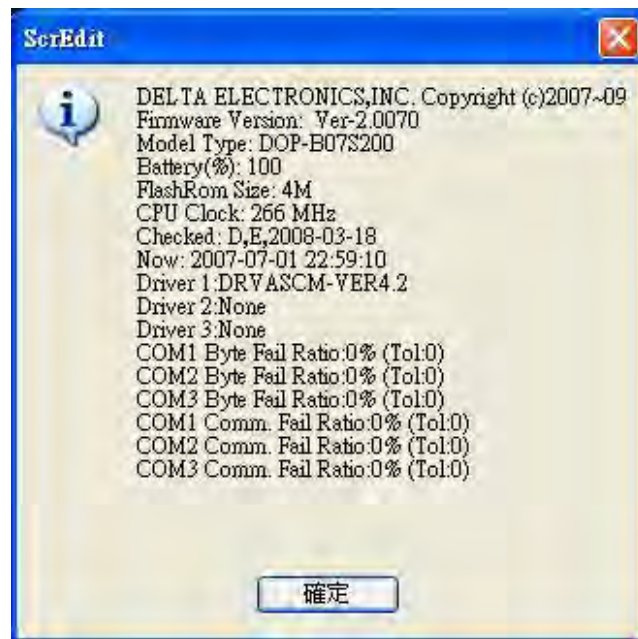 ScrEdit
DELTA ELECTRONICS,INC. Copyright (c)2007~09
Firmware Version: Ver-2.0070
Model Type: DOP-B07S200
Battery(%): 100
FlashRom Size: 4M
CPU Clock: 266 MHz
Checked: D,E,2008-03-18
Now: 2007-07-01 22:59:10
Driver 1:DRVASCM-VER4.2
Driver 2:None
Driver 3:None
COM1 Byte Fail Ratio:0% (Tol:0)
COM2 Byte Fail Ratio:0% (Tol:0)
COM3 Byte Fail Ratio:0% (Tol:0)
COM1 Comm. Fail Ratio:0% (Tol:0)
COM2 Comm. Fail Ratio:0% (Tol:0)
COM3 Comm. Fail Ratio:0% (Tol:0)
確定